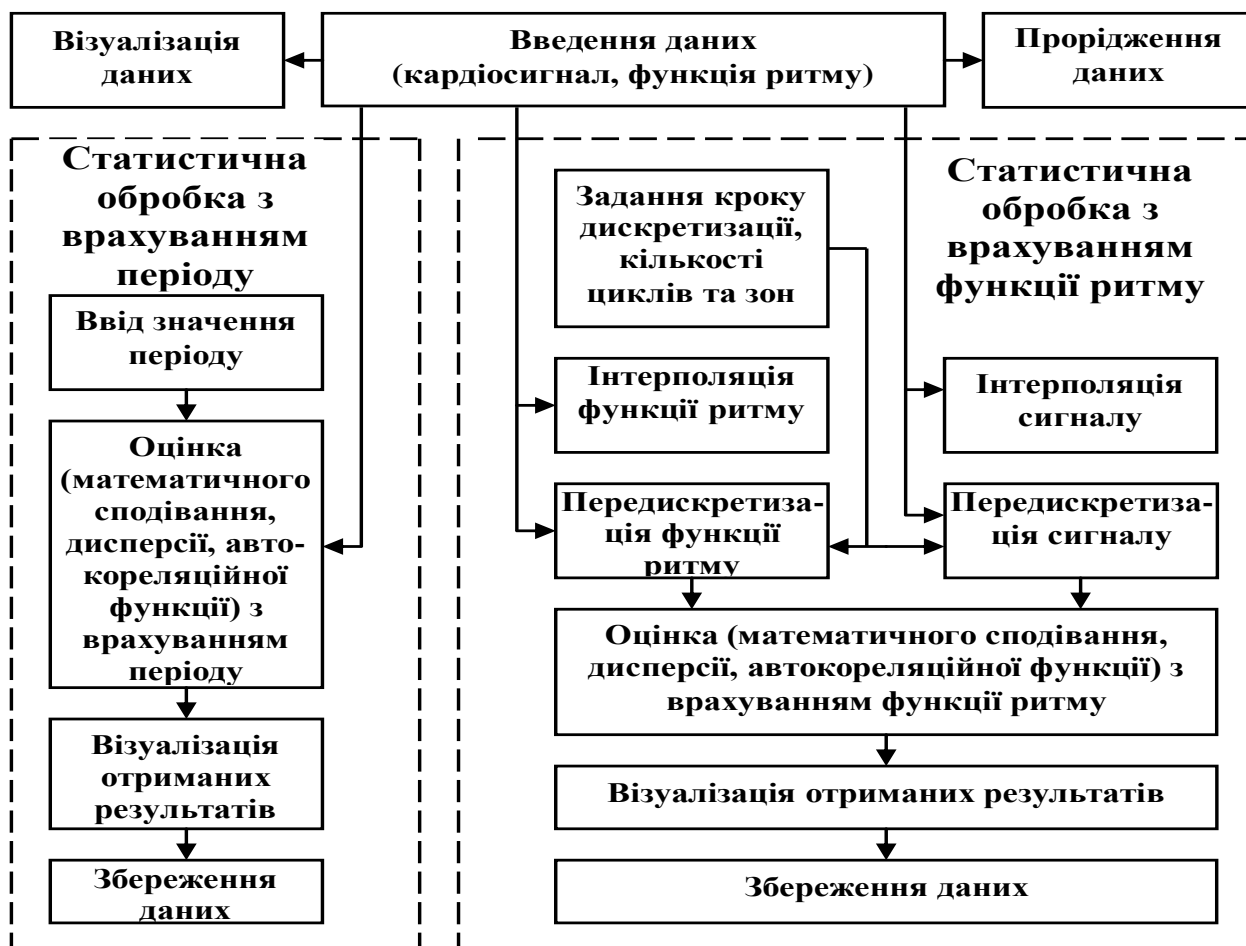 Візуалізація
даних
Введення даних
(кардіосигнал, функція ритму)
Прорідження
даних
Статистична
обробка з
врахуванням
періоду
Ввід значення
періоду
Оцінка
(математичного
сподівання,
дисперсії, авто-
кореляційної
функції) з
врахуванням
періоду
Візуалізація
отриманих
результатів
Збереження
даних
Задання кроку
дискретизації,
кількості
циклів та зон
Статистична
обробка з
врахуванням
функції ритму
Інтерполяція
функції ритму
Інтерполяція
сигналу
Передискретиза-
ція функції
ритму
Передискретиза-
ція сигналу
Оцінка (математичного сподівання,
дисперсії, автокореляційної функції) з
врахуванням функції ритму
Візуалізація отриманих результатів
Збереження даних